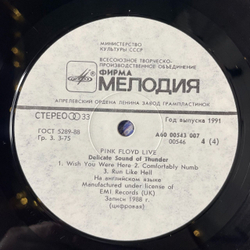 МИНИСТЕРСТВО
КУЛЬТУРЫ СССР
ВСЕСОЮЗНОЕ ТВОРЧЕСКО-
ПРОИЗВОДСТВЕННОЕ ОБЪЕДИНЕНИЕ
ФИРМА
МЕЛОДИЯ
АПРЕЛЕВСКИЙ ОРДЕНА ЛЕНИНА ЗАВОД ГРАМПЛАСТИНОК
СТЕРЕО 33
Год выпуска 1991
ГОСТ 5289-88
А60 00543 007
Гр. 3. 3-75
00546 4 (4)
PINK FLOYD LIVE
Delicate Sound of Thunder
1. Wish You Were Here 2. Comfortably Numb
3. Run Like Hell
На английском языке
Manufactured under license of
EMI Records (UK)
Запись 1988 г.
(цифровая)